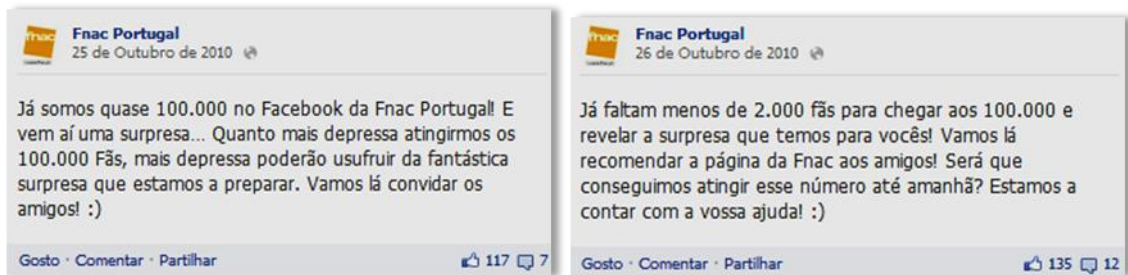 fnac
Fnac Portugal
25 de Outubro de 2010
Já somos quase 100.000 no Facebook da Fnac Portugal! E
vem aí uma surpresa... Quanto mais depressa atingirmos os
100.000 Fãs, mais depressa poderão usufruir da fantástica
surpresa que estamos a preparar. Vamos lá convidar os
amigos! :)
Gosto · Comentar · Partilhar 117 7
fnac
Fnac Portugal
26 de Outubro de 2010
Já faltam menos de 2.000 fãs para chegar aos 100.000 e
revelar a surpresa que temos para vocês! Vamos lá
recomendar a página da Fnac aos amigos! Será que
conseguimos atingir esse número até amanhã? Estamos a
contar com a vossa ajuda! :)
Gosto · Comentar · Partilhar 135 12